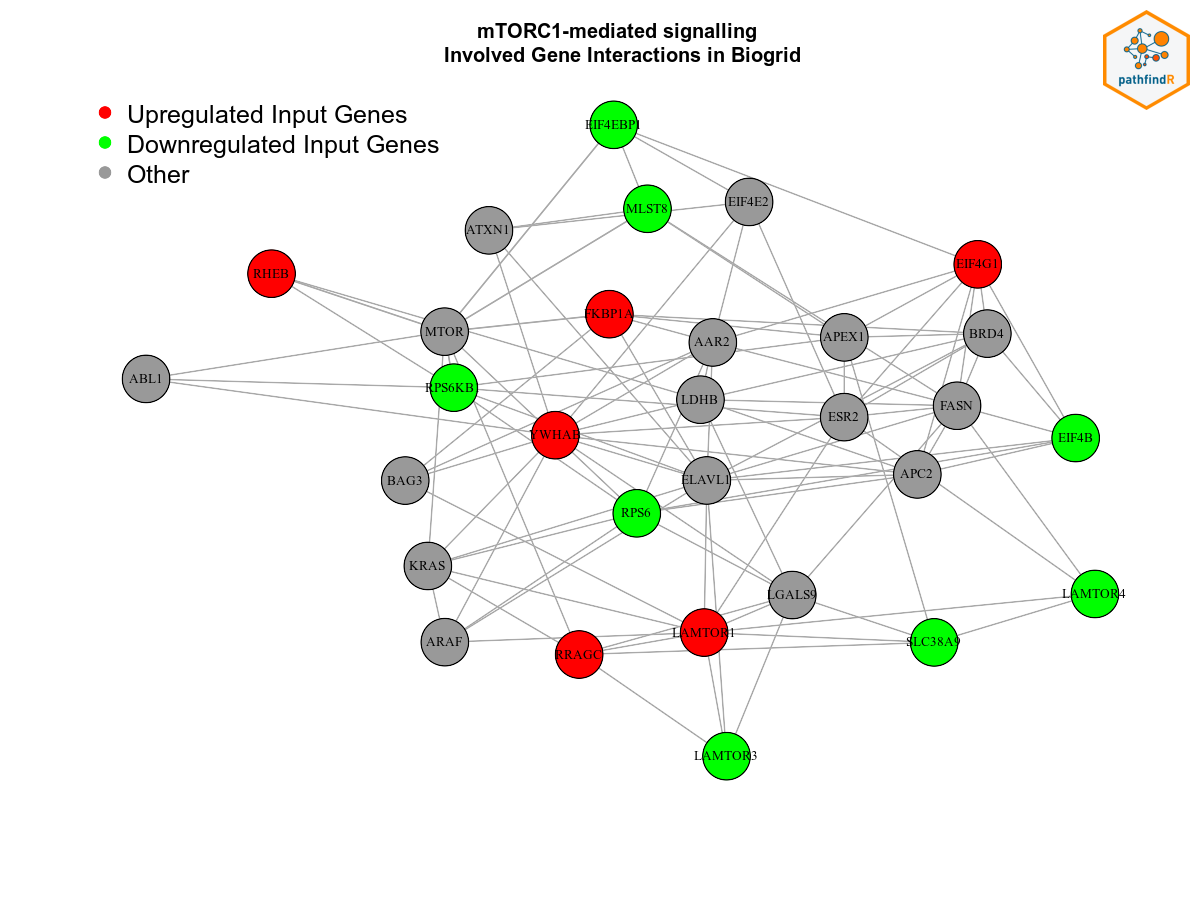 mTORC1-mediated signalling
Involved Gene Interactions in Biogrid
pathfindR
Upregulated Input Genes
Downregulated Input Genes
Other
EIF4EBP1
MLST8
EIF4E2
ATXN1
EIF4G1
RHEB
FKBP1A
MTOR
AAR2
APEX1
BRD4
ABL1
RPS6KB
LDHB
FASN
ESR2
YWHAB
EIF4B
BAG3
ELAVL1
APC2
RPS6
KRAS
LGALS9
LAMTOR4
LAMTOR1
ARAF
RRAGC
SLC38A9
LAMTOR3